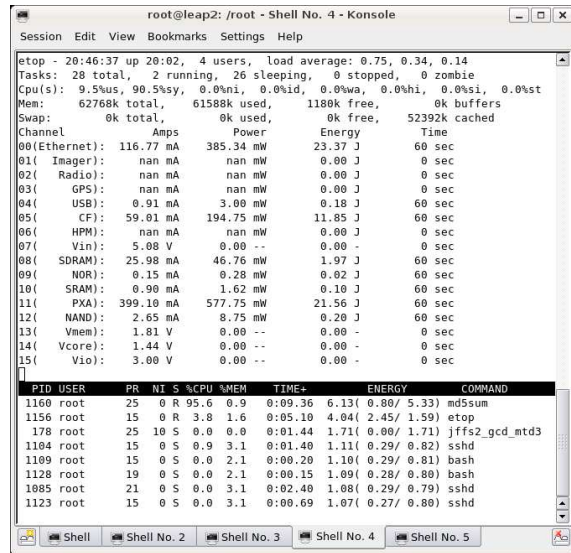 root@leap2: /root - Shell No. 4 - Konsole
Session Edit View Bookmarks Settings Help
etop - 20:46:37 up 20:02, 4 users, load average: 0.75, 0.34, 0.14
Tasks: 28 total, 2 running, 26 sleeping, 0 stopped, 0 zombie
Cpu(s): 9.5%us, 90.5%sy, 0.0%ni, 0.0%id, 0.0%wa, 0.0%hi, 0.0%si, 0.0%st
Mem: 62768k total, 61588k used, 1180k free, 0k buffers
Swap: 0k total, 0k used, 0k free, 52392k cached
Channel Amps Power Energy Time
00(Ethernet): 116.77 mA 385.34 mW 23.37 J 60 sec
01( Imager): nan mA nan mW 0.00 J 0 sec
02( Radio): nan mA nan mW 0.00 J 0 sec
03( GPS): nan mA nan mW 0.00 J 0 sec
04( USB): 0.91 mA 3.00 mW 0.18 J 60 sec
05( CF): 59.01 mA 194.75 mW 11.85 J 60 sec
06( HPM): nan mA nan mW 0.00 J 0 sec
07( Vin): 5.08 V 0.00 -- 0.00 - 0 sec
08( SDRAM): 25.98 mA 46.76 mW 1.97 J 60 sec
09( NOR): 0.15 mA 0.28 mW 0.02 J 60 sec
10( SRAM): 0.90 mA 1.62 mW 0.10 J 60 sec
11( PXA): 399.10 mA 577.75 mW 21.56 J 60 sec
12( NAND): 2.65 mA 8.75 mW 0.20 J 60 sec
13( Vmem): 1.81 V 0.00 -- 0.00 - 0 sec
14( Vcore): 1.44 V 0.00 -- 0.00 - 0 sec
15( Vio): 3.00 V 0.00 -- 0.00 - 0 sec
PID USER PR NI S %CPU %MEM TIME+ ENERGY COMMAND
1160 root 25 0 R 95.6 0.9 0:09.36 6.13( 0.80/ 5.33) md5sum
1156 root 15 0 R 3.8 1.6 0:05.10 4.04( 2.45/ 1.59) etop
178 root 25 10 S 0.0 0.0 0:01.44 1.71( 0.00/ 1.71) jffs2_gcd_mtd3
1104 root 15 0 S 0.9 3.1 0:01.40 1.11( 0.29/ 0.82) sshd
1109 root 15 0 S 0.0 2.1 0:00.20 1.10( 0.29/ 0.81) bash
1128 root 19 0 S 0.0 2.1 0:00.15 1.09( 0.28/ 0.80) bash
1085 root 21 0 S 0.0 3.1 0:02.40 1.08( 0.29/ 0.79) sshd
1123 root 15 0 S 0.0 3.1 0:00.69 1.07( 0.27/ 0.80) sshd
Shell Shell No. 2 Shell No. 3 Shell No. 4 Shell No. 5